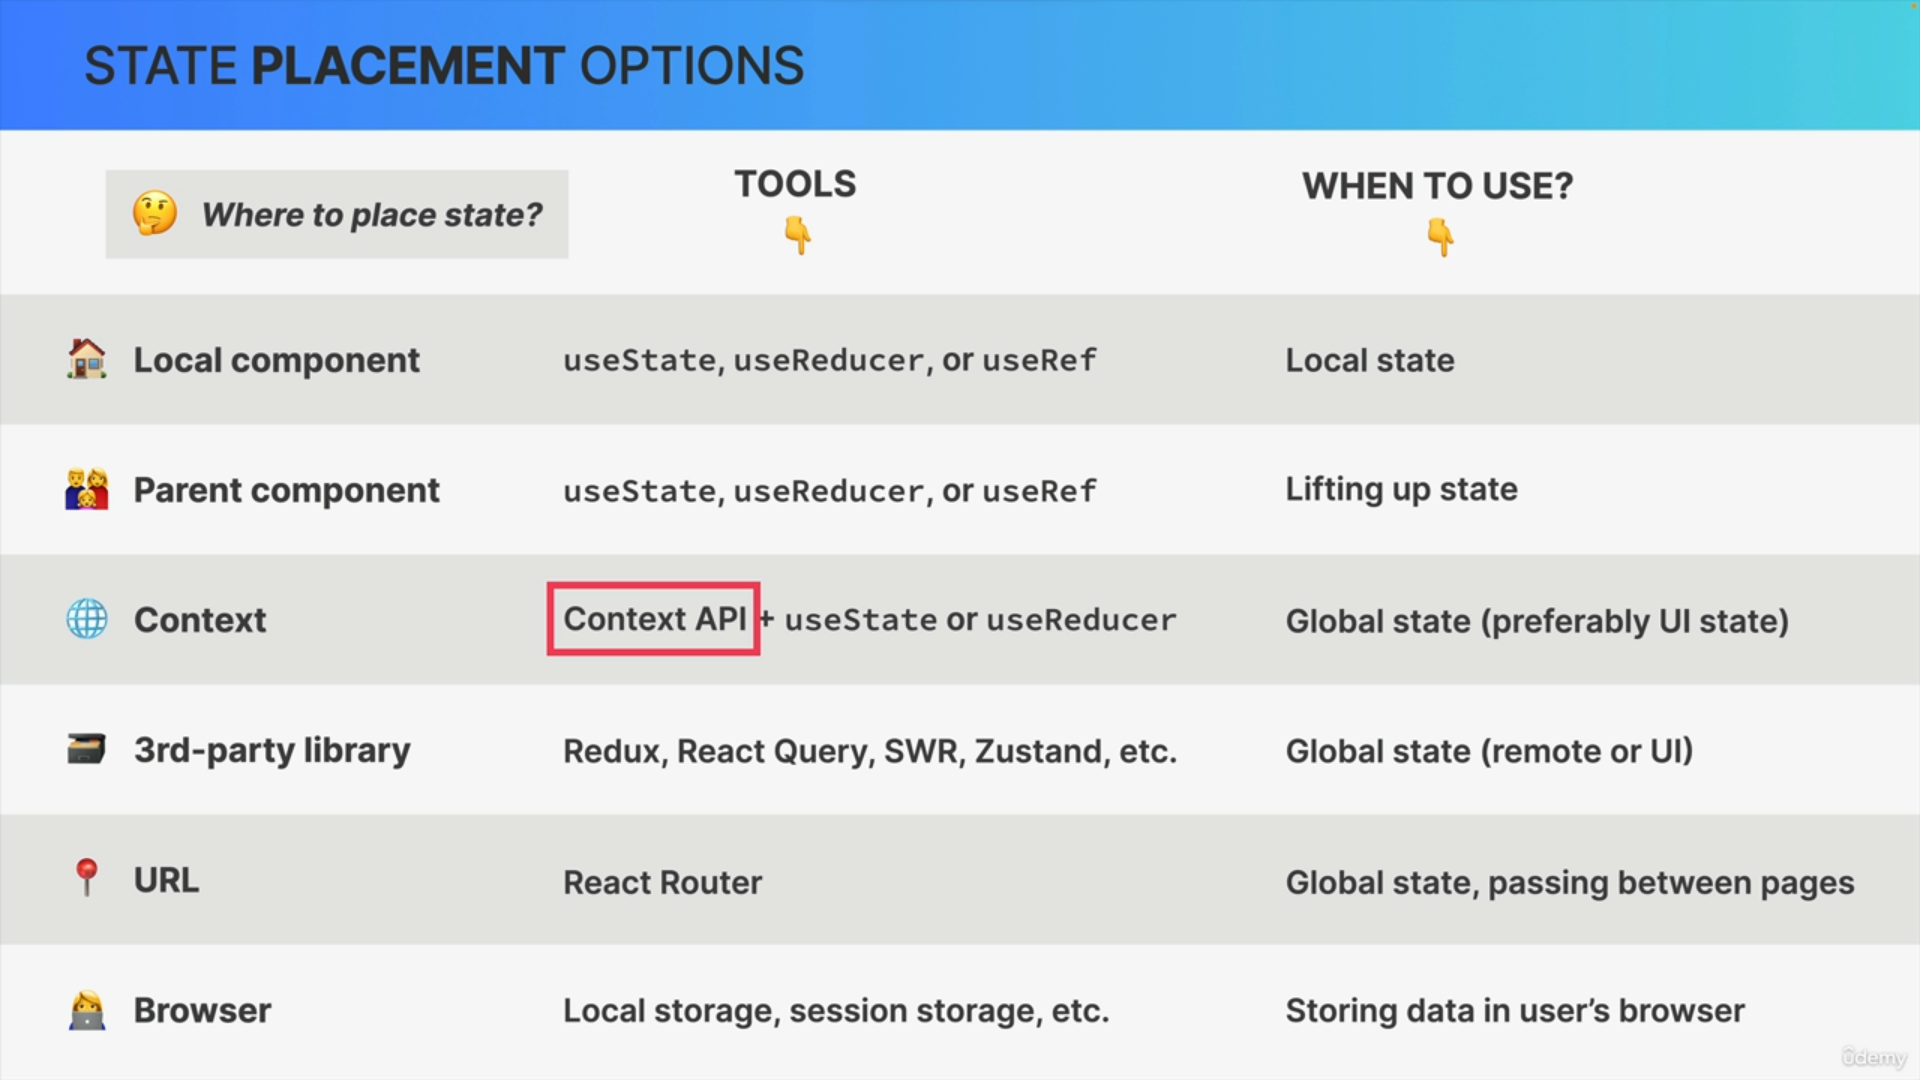 STATE PLACEMENT OPTIONS
Where to place state?
TOOLS
WHEN TO USE?
Local component
useState, useReducer, or useRef
Local state
Parent component
useState, useReducer, or useRef
Lifting up state
Context
Context API + useState or useReducer
Global state (preferably UI state)
3rd-party library
Redux, React Query, SWR, Zustand, etc.
Global state (remote or UI)
URL
React Router
Global state, passing between pages
Browser
Local storage, session storage, etc.
Storing data in user’s browser
ûdemy